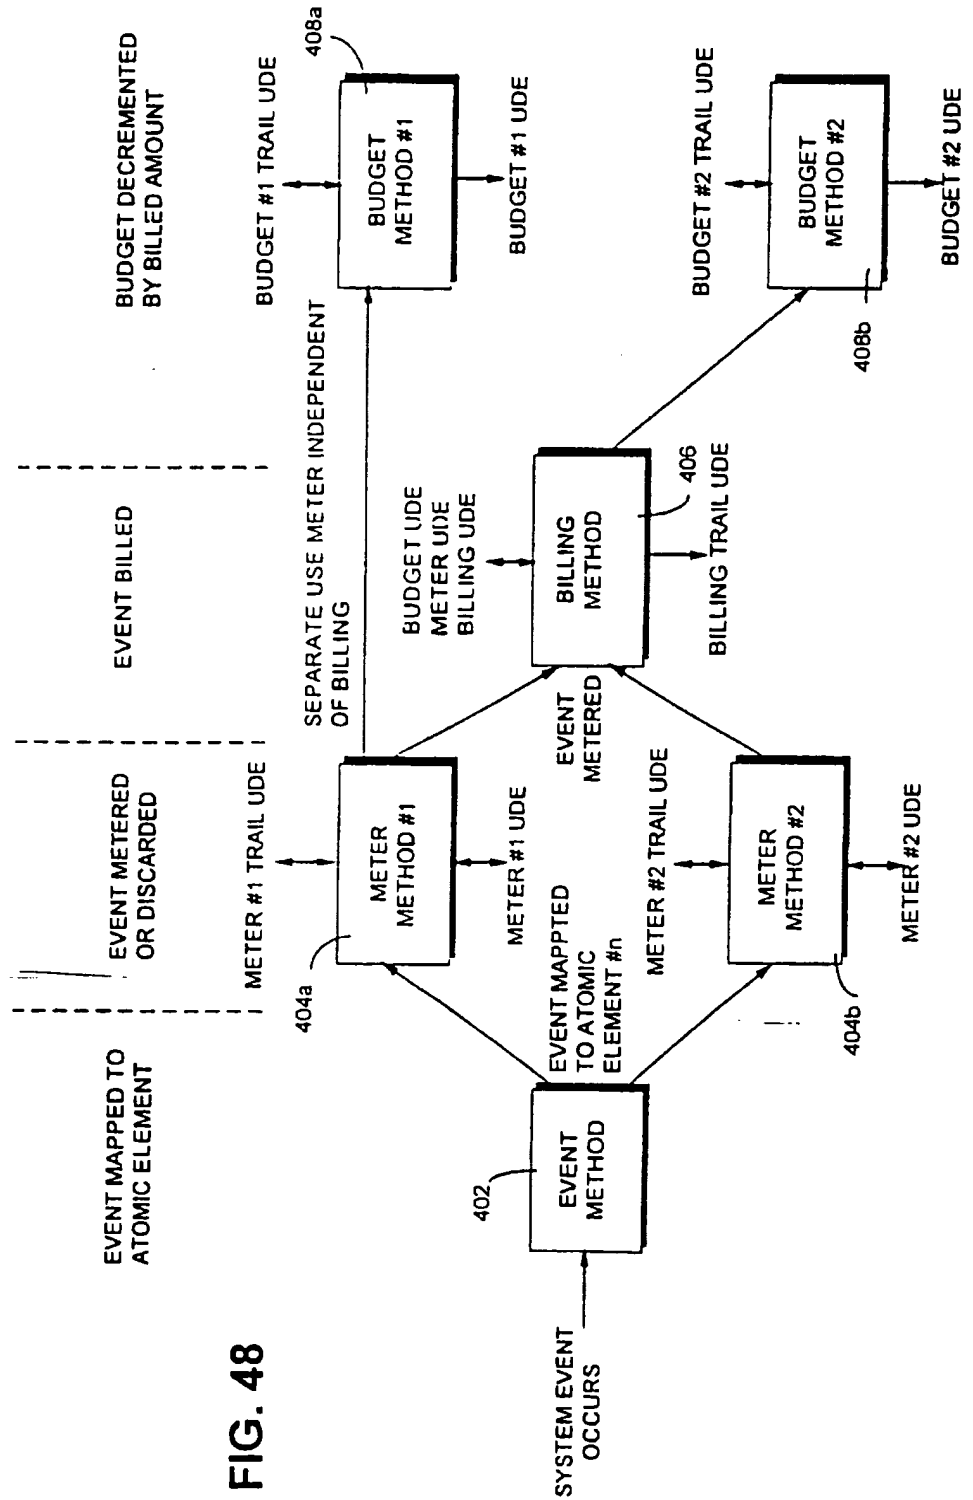 FIG. 48
EVENT MAPPED TO
ATOMIC ELEMENT
EVENT METERED
OR DISCARDED
EVENT BILLED
BUDGET DECREMENTED
BY BILLED AMOUNT
SYSTEM EVENT
OCCURS
402
EVENT
METHOD
EVENT MAPPTED
TO ATOMIC
ELEMENT #n
METER #1 TRAIL UDE
404a
METER
METHOD #1
METER #1 UDE
METER #2 TRAIL UDE
METER
METHOD #2
404b
METER #2 UDE
SEPARATE USE METER INDEPENDENT
OF BILLING
EVENT
METERED
BUDGET UDE
METER UDE
BILLING UDE
BILLING
METHOD
406
BILLING TRAIL UDE
BUDGET #1 TRAIL UDE
408a
BUDGET
METHOD #1
BUDGET #1 UDE
BUDGET #2 TRAIL UDE
BUDGET
METHOD #2
408b
BUDGET #2 UDE